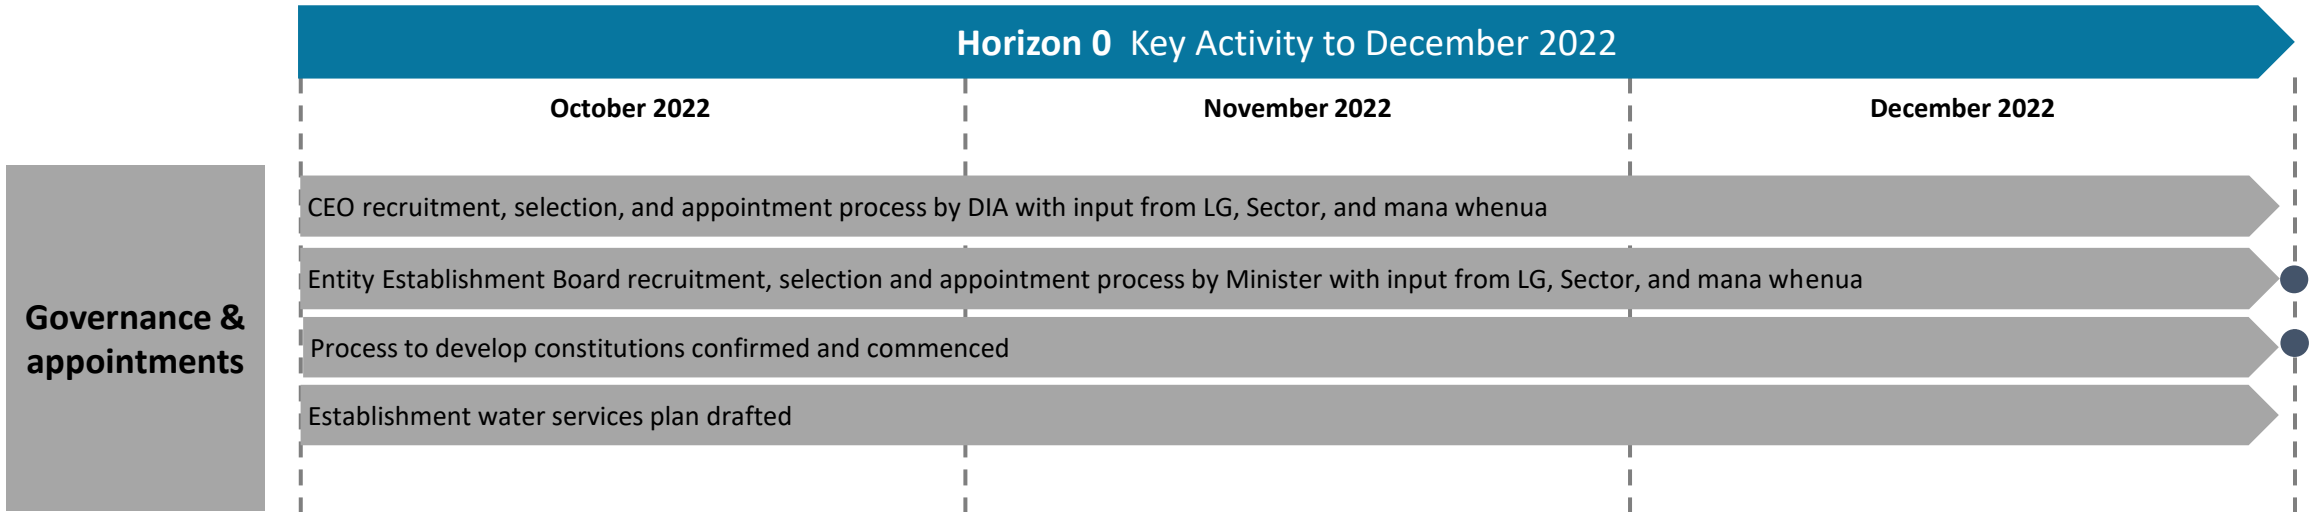 Horizon 0 Key Activity to December 2022
October 2022
November 2022
December 2022
Governance &
appointments
CEO recruitment, selection, and appointment process by DIA with input from LG, Sector, and mana whenua
Entity Establishment Board recruitment, selection and appointment process by Minister with input from LG, Sector, and mana whenua
Process to develop constitutions confirmed and commenced
Establishment water services plan drafted